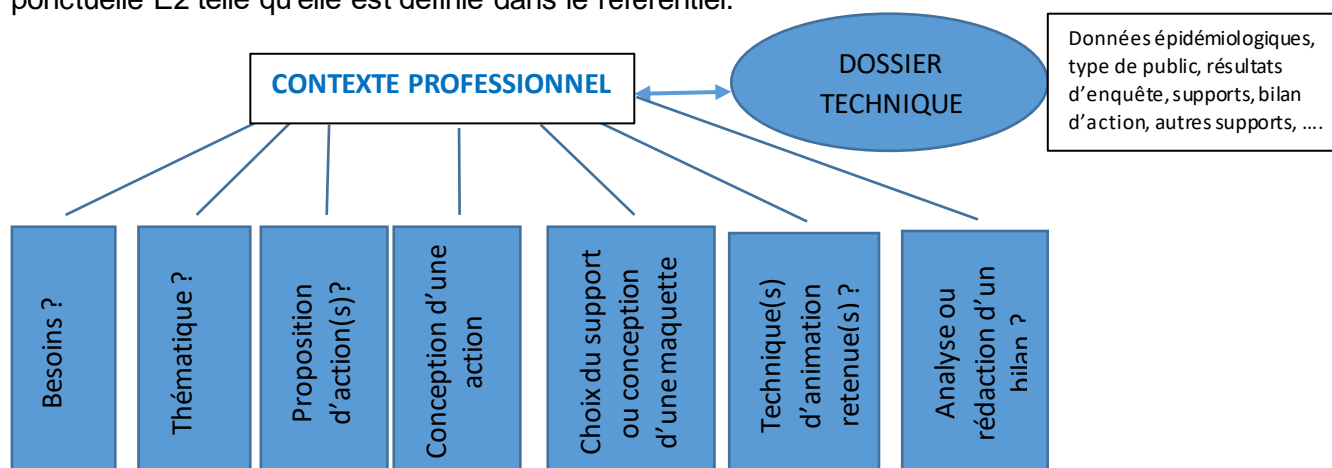 ponctuelle E2 telle qu'elle est définie dans le référentiel.
CONTEXTE PROFESSIONNEL
DOSSIER
TECHNIQUE
Données épidémiologiques,
type de public, résultats
d'enquête, supports, bilan
d'action, autres supports, ....
Besoins ?
Thématique ?
Proposition
d'action(s)?
Conception d'une
action
Choix du support
ou conception
d'une maquette
Technique(s)
d'animation
retenue(s) ?
Analyse ou
rédaction d'un
bilan ?